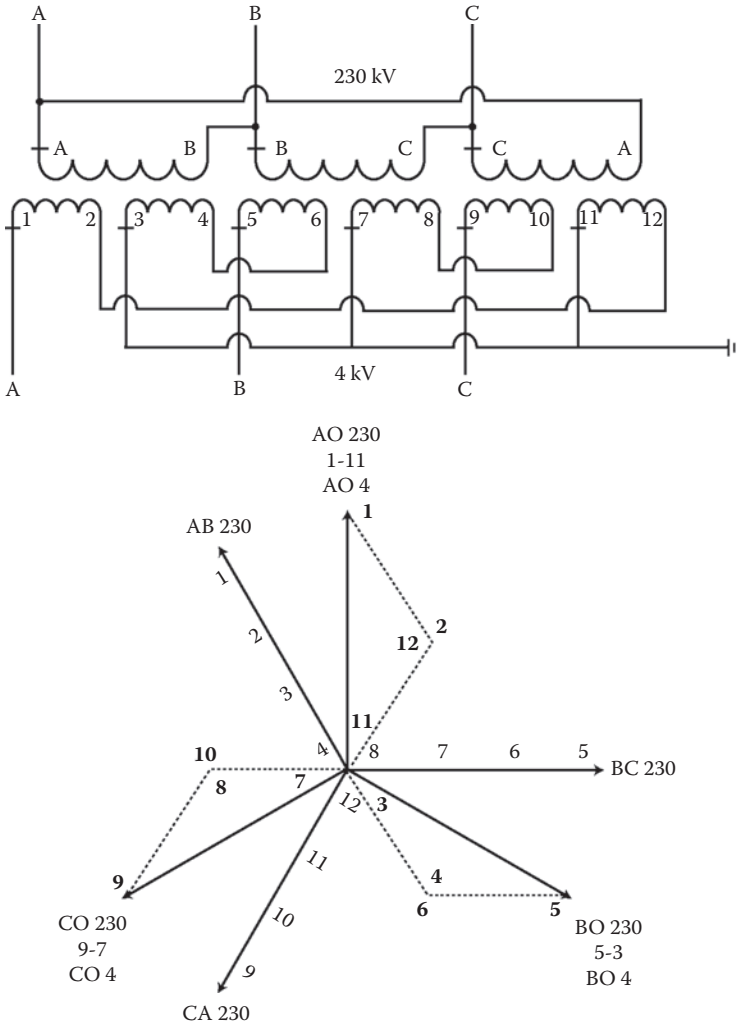 A B C
230 kV
A B B C C A
1 2 3 4 5 6 7 8 9 10 11 12
4 kV
A B C
AO 230
1-11
AO 4
1
AB 230
1
2
2
12
3
11
4 8 7 6 5
BC 230
10
8
7
12
3
11
4
9
6
5
10
CO 230
9-7
CO 4
BO 230
5-3
BO 4
9
CA 230